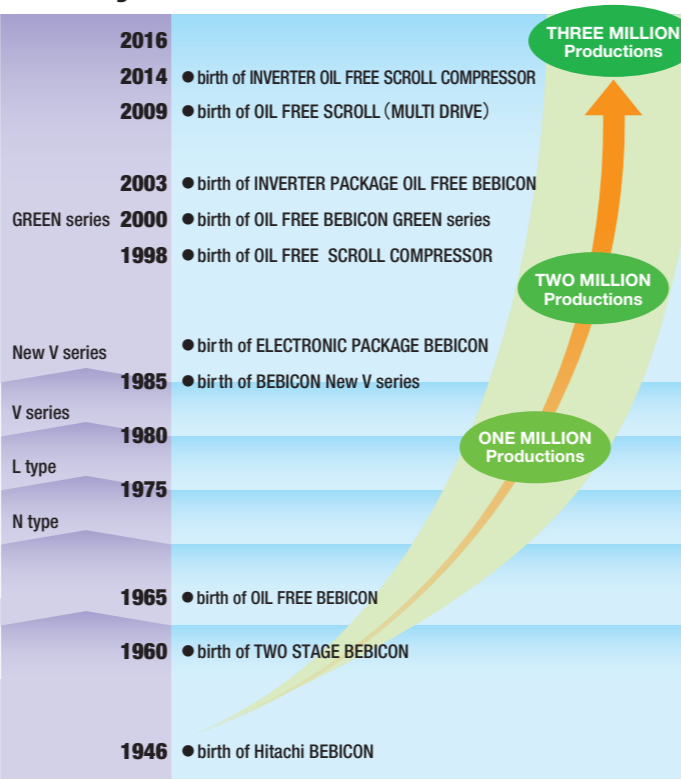 THREE MILLION
Productions
2016
2014 ● birth of INVERTER OIL FREE SCROLL COMPRESSOR
2009 ● birth of OIL FREE SCROLL (MULTI DRIVE)
2003 ● birth of INVERTER PACKAGE OIL FREE BEBICON
GREEN series 2000 ● birth of OIL FREE BEBICON GREEN series
1998 ● birth of OIL FREE SCROLL COMPRESSOR
TWO MILLION
Productions
● birth of ELECTRONIC PACKAGE BEBICON
New V series
1985 ● birth of BEBICON New V series
V series
1980
ONE MILLION
Productions
L type
1975
N type
1965 ● birth of OIL FREE BEBICON
1960 ● birth of TWO STAGE BEBICON
1946 ● birth of Hitachi BEBICON